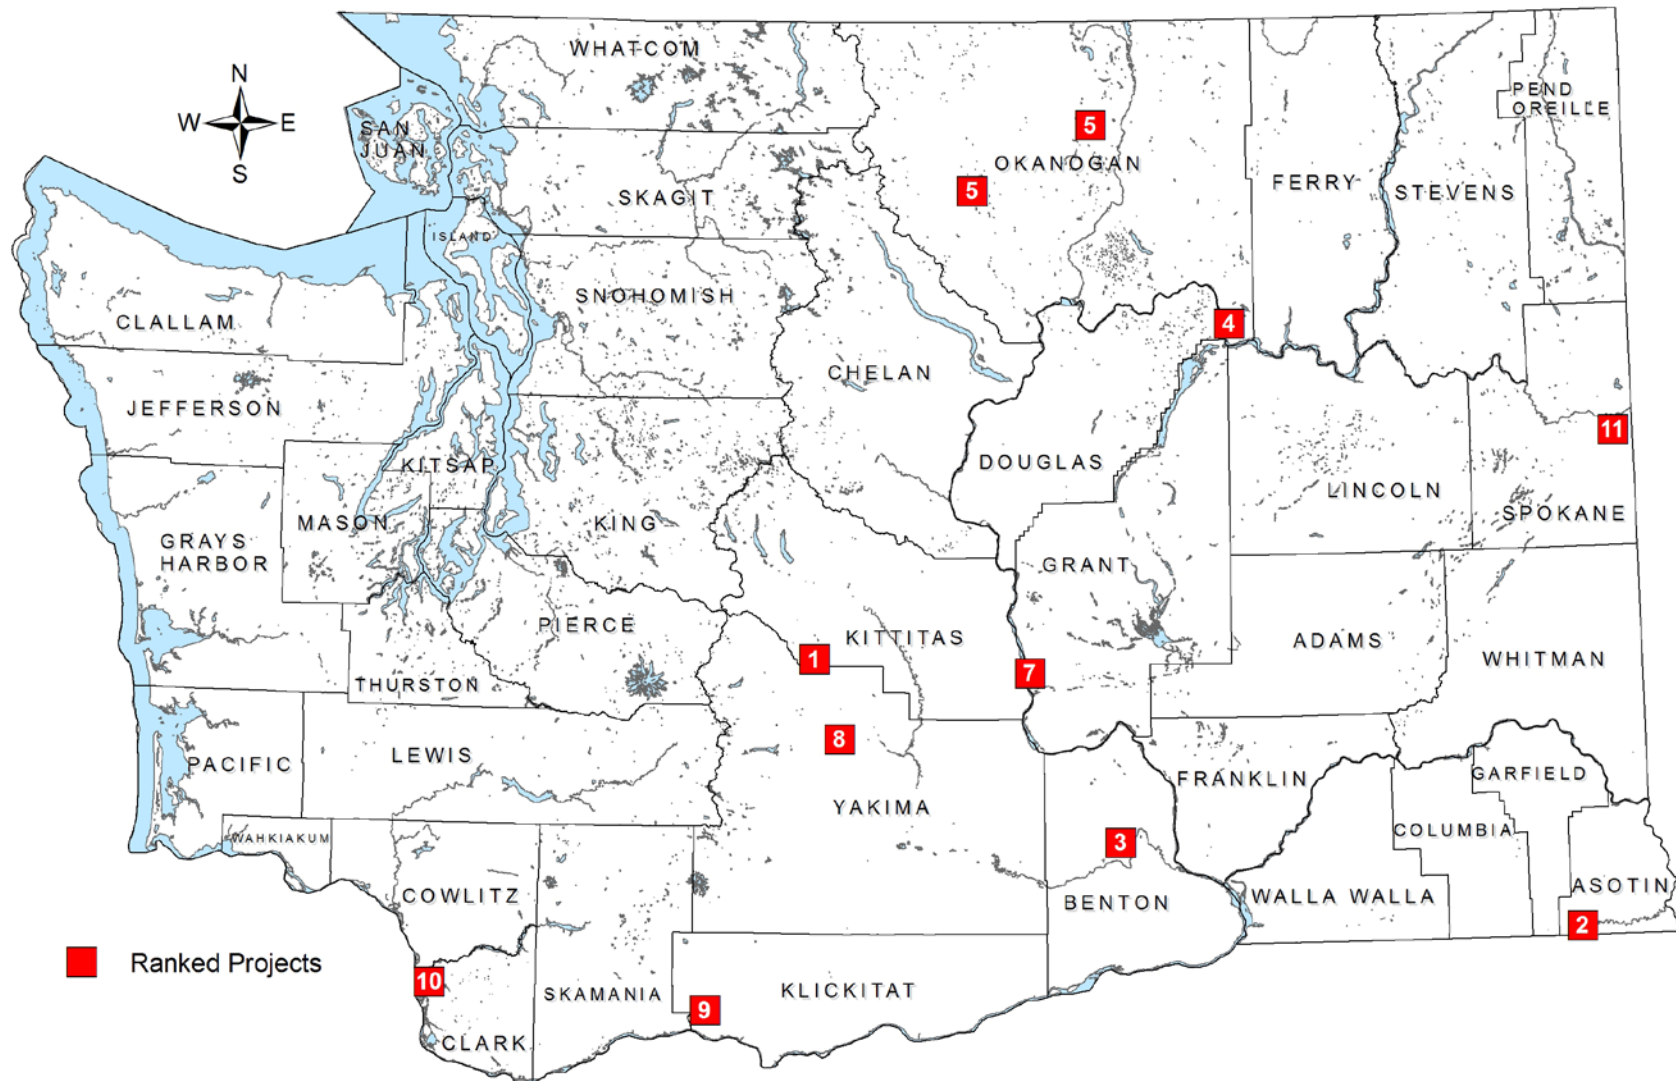 WHATCOM
N
W E
S
SAN
JUAN
PEND
OREILLE
5
OKANOGAN
FERRY
STEVENS
5
SKAGIT
ISLAND
SNOHOMISH
CLALLAM
4
CHELAN
JEFFERSON
11
KITSAP
DOUGLAS
LINCOLN
SPOKANE
MASON
KING
GRAYS
HARBOR
GRANT
PIERCE
KITTITAS
ADAMS
WHITMAN
1
7
THURSTON
8
LEWIS
PACIFIC
FRANKLIN
GARFIELD
YAKIMA
WAHKIAKUM
COLUMBIA
3
COWLITZ
BENTON
WALLA WALLA
ASOTIN
2
Ranked Projects
10
SKAMANIA
KLICKITAT
9
CLARK